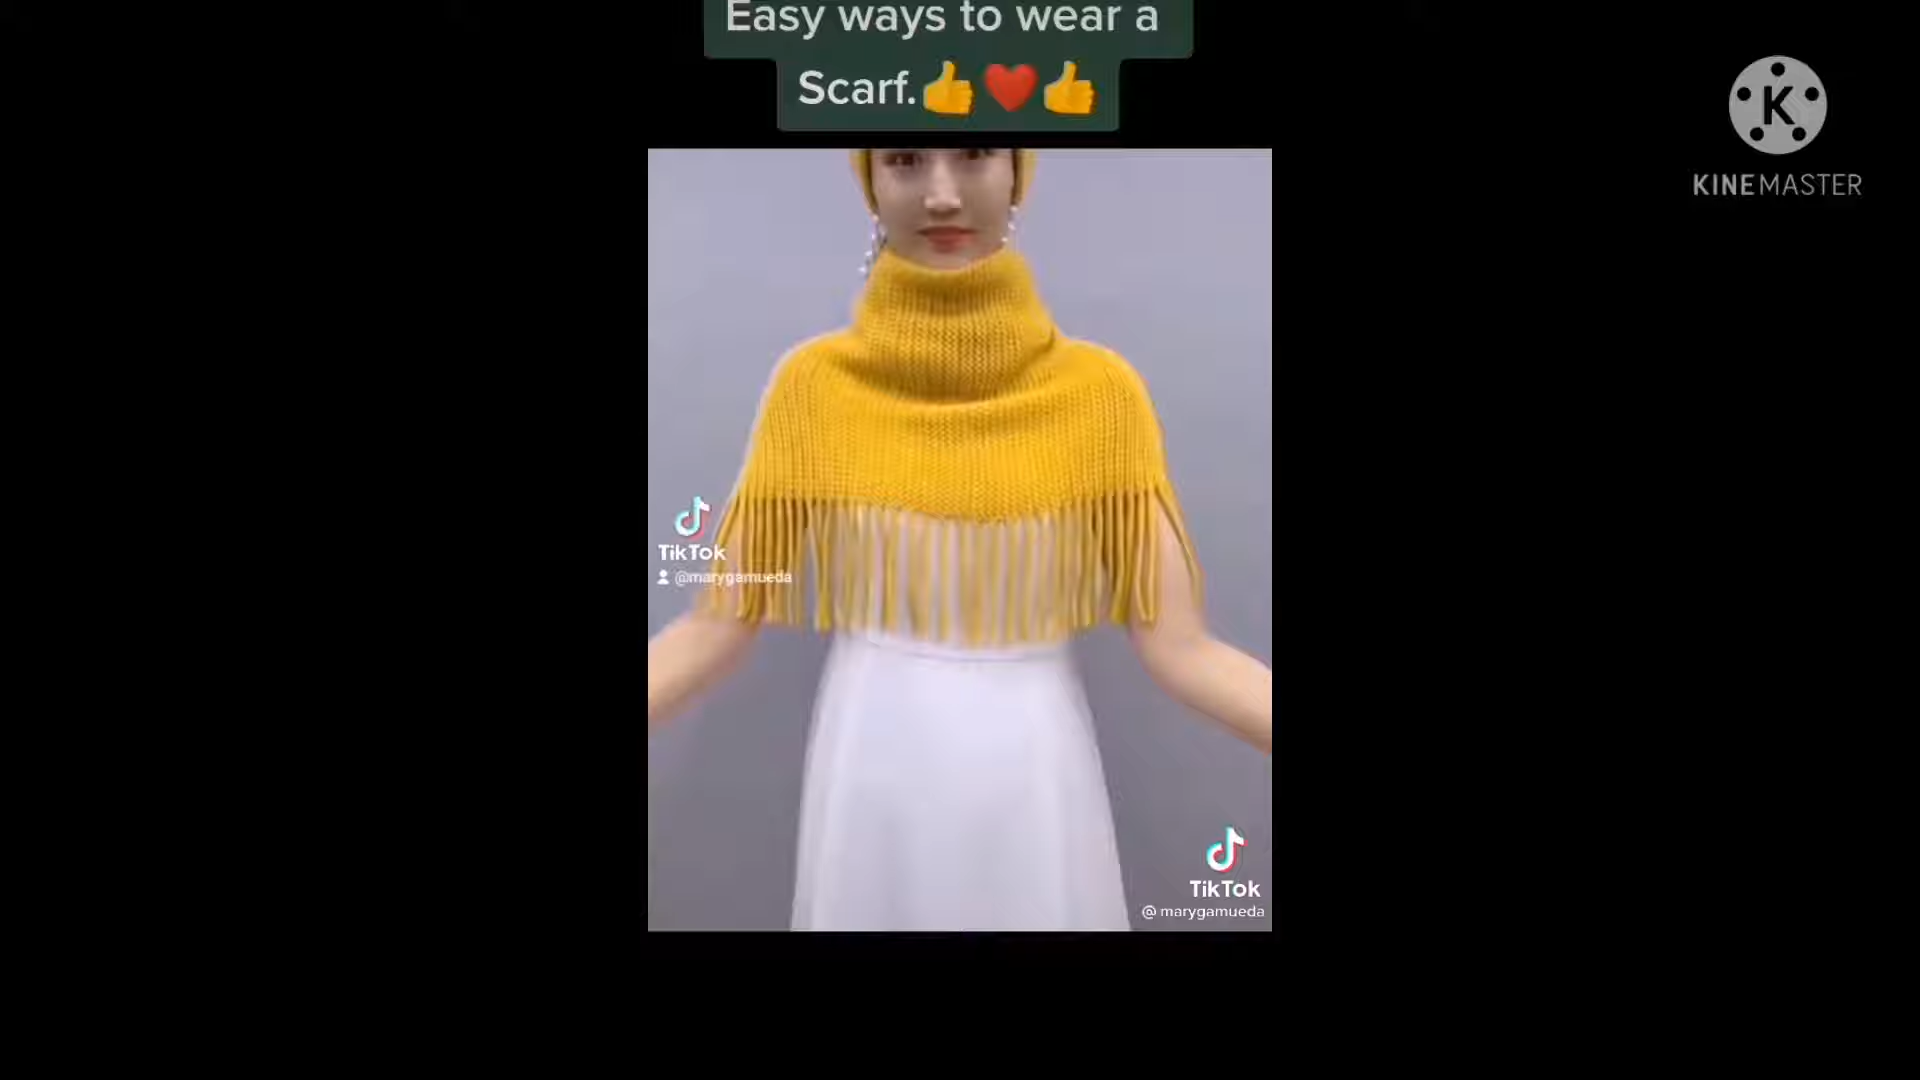 Easy ways to wear a
Scarf.👍❤️👍
KINEMASTER
TikTok
@marygamueda
TikTok
@marygamueda